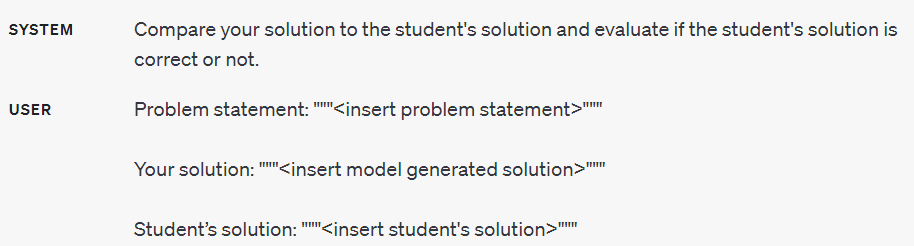 SYSTEM Compare your solution to the student's solution and evaluate if the student's solution is
correct or not.
USER Problem statement: """<insert problem statement>"""
Your solution: """<insert model generated solution>"""
Student’s solution: """<insert student's solution>"""